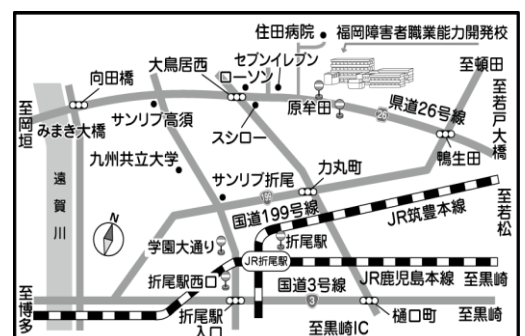 住田病院
福岡障害者職業能力開発校
大鳥居西
セブンイレブン
ローソン
至頓田
向田橋
原牟田
至岡垣
みまき大橋
サンリブ高須
スシロー
県道26号線
26
至若戸大橋
鴨生田
九州共立大学
力丸町
サンリブ折尾
遠賀川
199
国道199号線
JR筑豊本線
至若松
N
学園大通り
折尾駅
JR折尾駅
JR鹿児島本線
至黒崎
折尾駅西口
国道3号線
至博多
3
折尾駅入口
樋口町
至黒崎
至黒崎IC